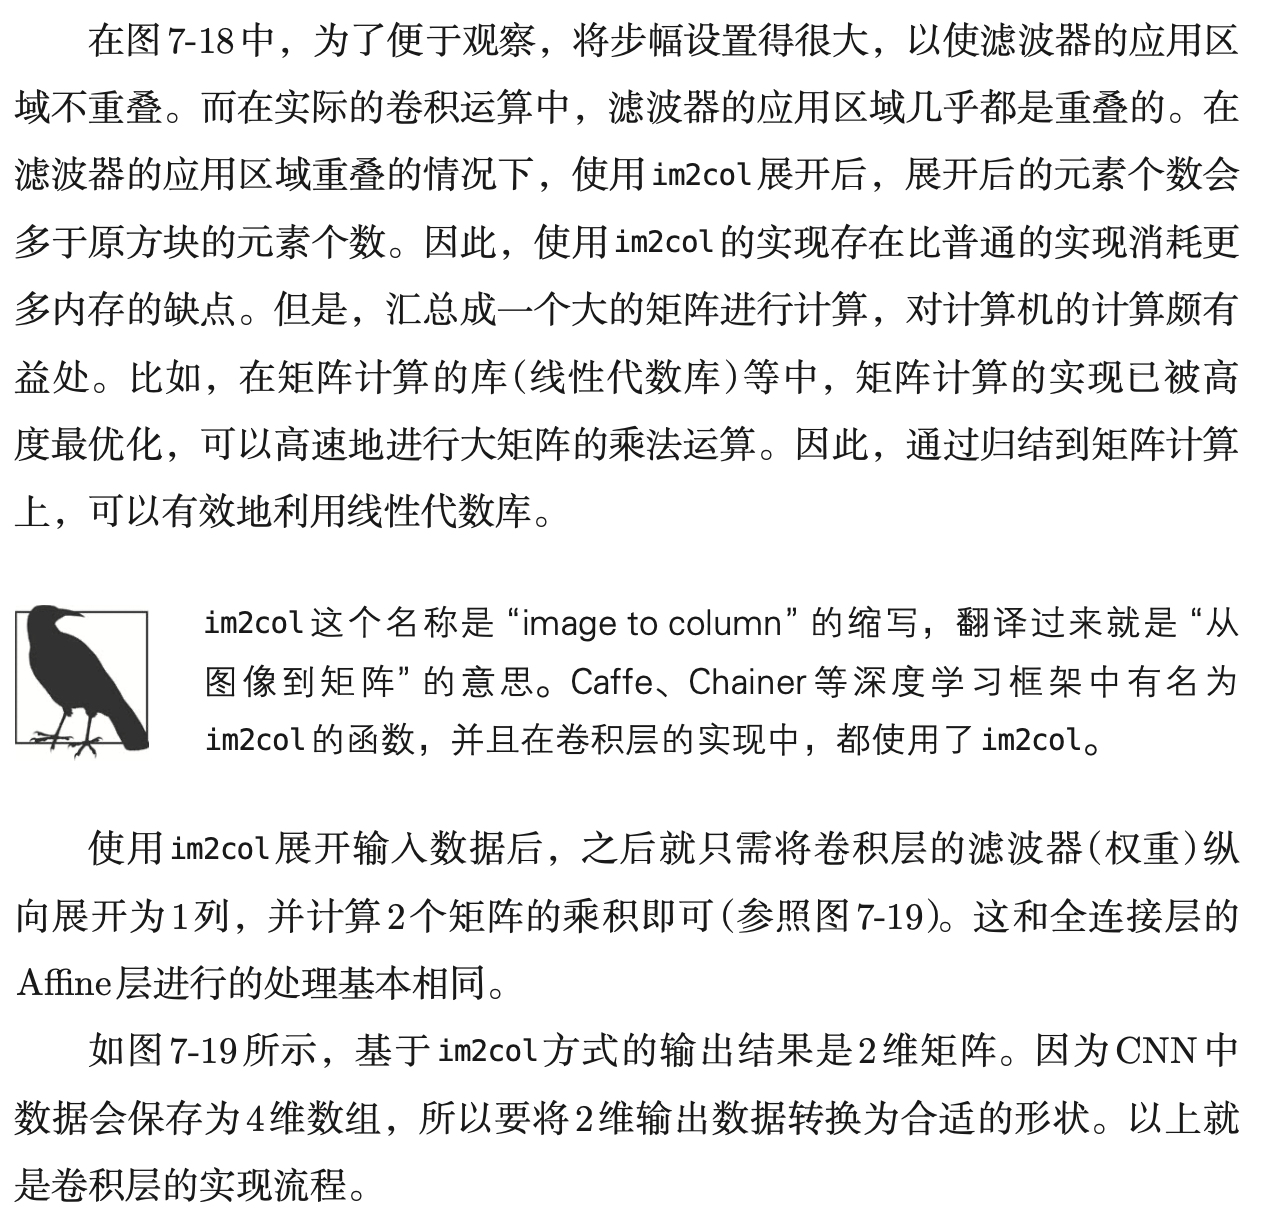 在图7-18中，为了便于观察，将步幅设置得很大，以使滤波器的应用区
域不重叠。而在实际的卷积运算中，滤波器的应用区域几乎都是重叠的。在
滤波器的应用区域重叠的情况下，使用im2col展开后，展开后的元素个数会
多于原方块的元素个数。因此，使用im2col的实现存在比普通的实现消耗更
多内存的缺点。但是，汇总成一个大的矩阵进行计算，对计算机的计算颇有
益处。比如，在矩阵计算的库(线性代数库)等中，矩阵计算的实现已被高
度最优化，可以高速地进行大矩阵的乘法运算。因此，通过归结到矩阵计算
上，可以有效地利用线性代数库。
im2col这个名称是“image to column”的缩写，翻译过来就是“从
图像到矩阵”的意思。Caffe、Chainer等深度学习框架中有名为
im2col的函数，并且在卷积层的实现中，都使用了im2col。
使用im2col展开输入数据后，之后就只需将卷积层的滤波器(权重)纵
向展开为1列，并计算2个矩阵的乘积即可(参照图7-19)。这和全连接层的
Affine层进行的处理基本相同。
如图7-19所示，基于im2col方式的输出结果是2维矩阵。因为CNN中
数据会保存为4维数组，所以要将2维输出数据转换为合适的形状。以上就
是卷积层的实现流程。